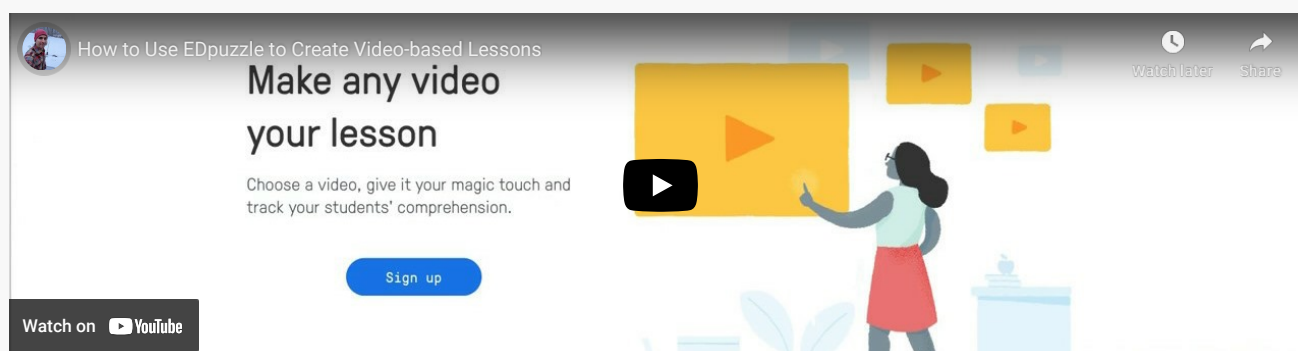 How to Use EDpuzzle to Create Video-based Lessons
Watch later
Share
Make any video
your lesson
Choose a video, give it your magic touch and
track your students' comprehension.
Sign up
Watch on YouTube